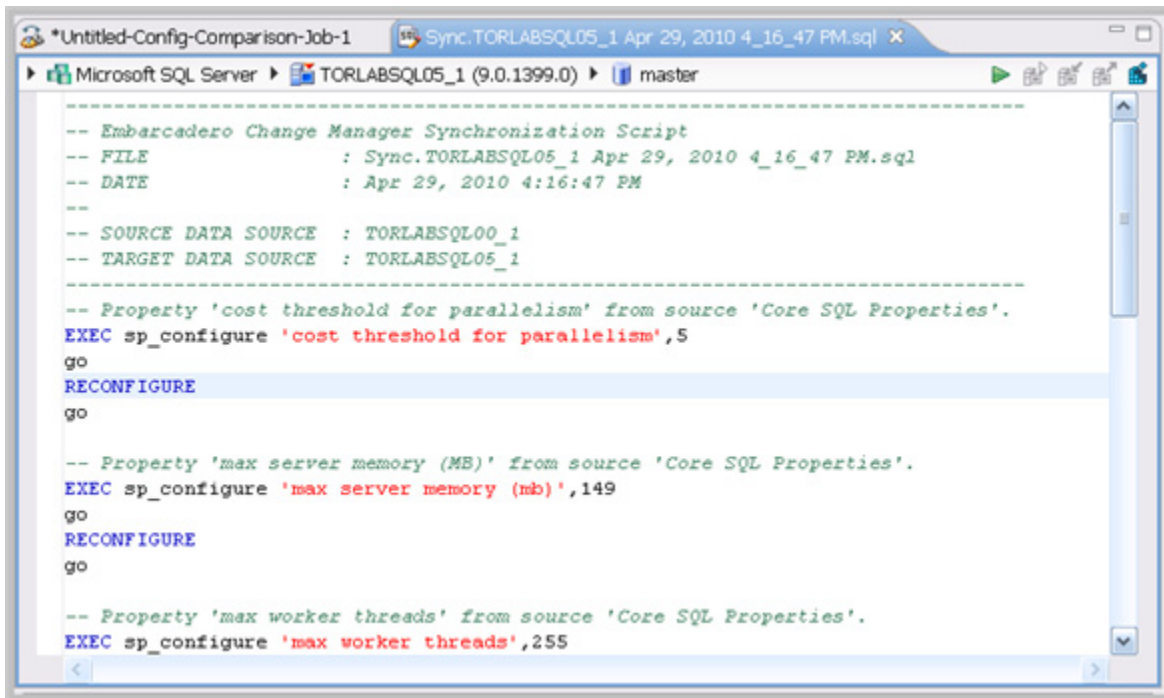 *Untitled-Config-Comparison-Job-1 Sync.TORLABSQL05_1 Apr 29, 2010 4_16_47 PM.sql
Microsoft SQL Server TORLABSQL05_1 (9.0.1399.0) master
--------------------------------------------------------------------------------
-- Embarcadero Change Manager Synchronization Script
-- FILE : Sync.TORLABSQL05_1 Apr 29, 2010 4_16_47 PM.sql
-- DATE : Apr 29, 2010 4:16:47 PM
--
-- SOURCE DATA SOURCE : TORLABSQL00_1
-- TARGET DATA SOURCE : TORLABSQL05_1
--------------------------------------------------------------------------------
-- Property 'cost threshold for parallelism' from source 'Core SQL Properties'.
EXEC sp_configure 'cost threshold for parallelism',5
go
RECONFIGURE
go
-- Property 'max server memory (MB)' from source 'Core SQL Properties'.
EXEC sp_configure 'max server memory (mb)',149
go
RECONFIGURE
go
-- Property 'max worker threads' from source 'Core SQL Properties'.
EXEC sp_configure 'max worker threads',255